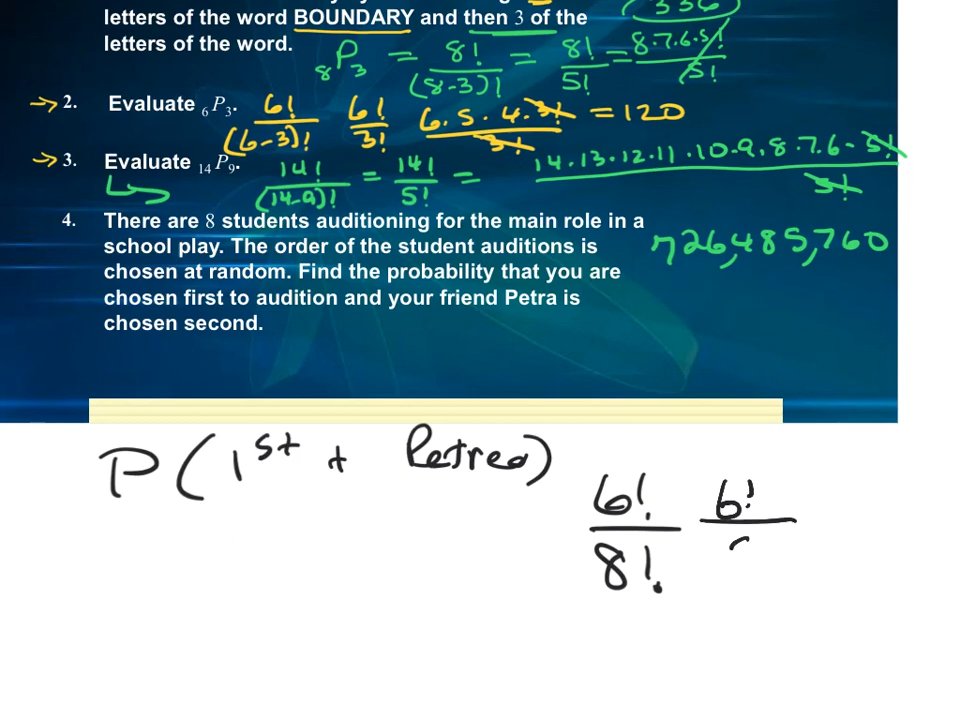 letters of the word BOUNDARY and then 3 of the
letters of the word.
336
₈P₃ = 8!/(8-3)! = 8!/5! = 8·7·6·5!/5!
2. Evaluate ₆P₃. 6!/(6-3)! 6!/3! 6·5·4·3!/3! = 120
3. Evaluate ₁₄P₉. 14!/(14-9)! = 14!/5! = 14·13·12·11·10·9·8·7·6·5!/5!
726,485,760
4. There are 8 students auditioning for the main role in a
school play. The order of the student auditions is
chosen at random. Find the probability that you are
chosen first to audition and your friend Petra is
chosen second.
P(1st + Petra)
6!/8! 6!/